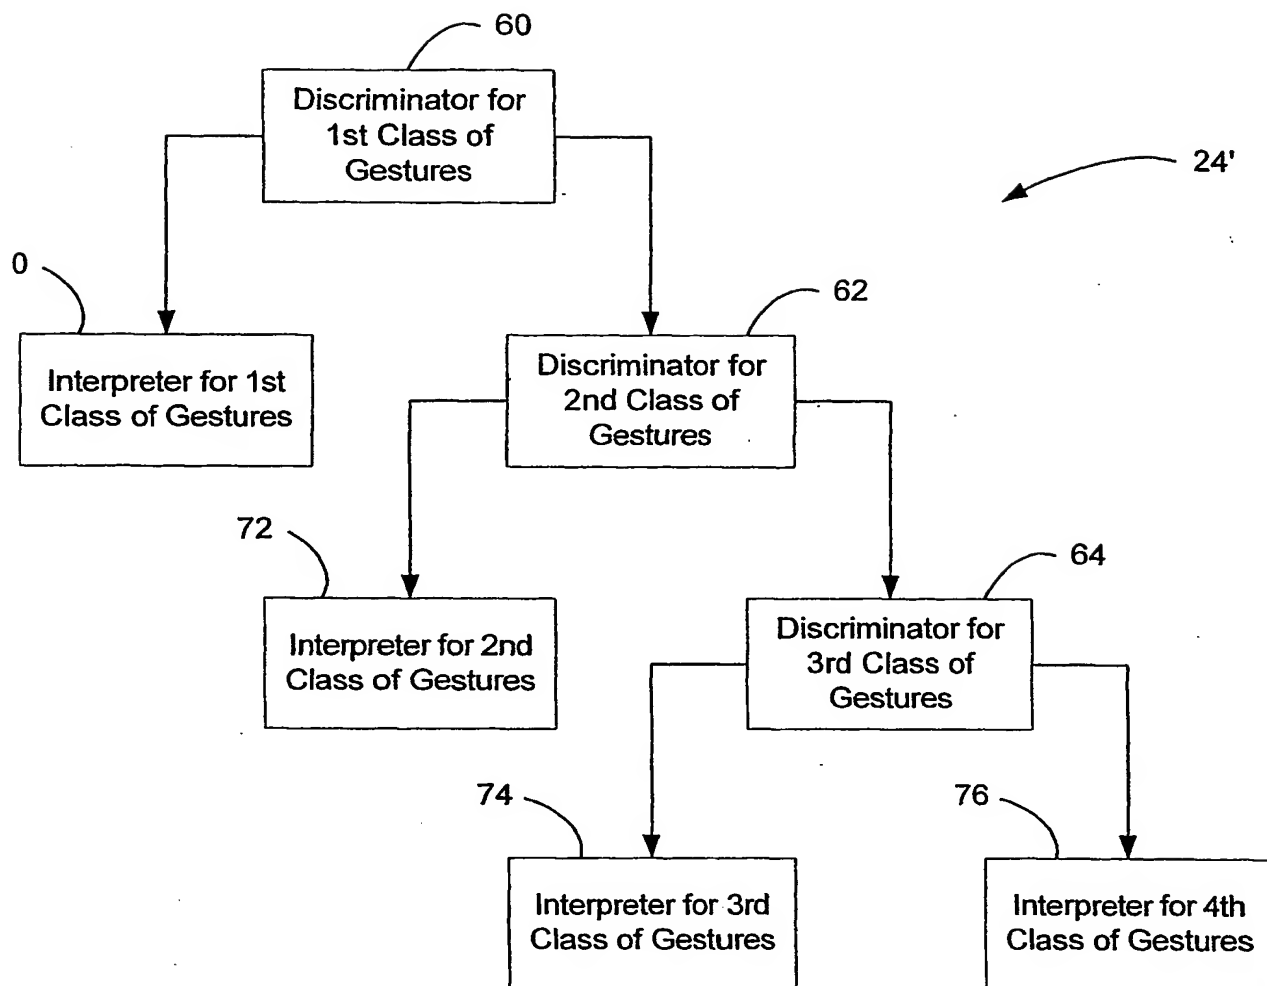 60
Discriminator for
1st Class of
Gestures
24'
0
62
Interpreter for 1st
Class of Gestures
Discriminator for
2nd Class of
Gestures
72
64
Interpreter for 2nd
Class of Gestures
Discriminator for
3rd Class of
Gestures
74
76
Interpreter for 3rd
Class of Gestures
Interpreter for 4th
Class of Gestures